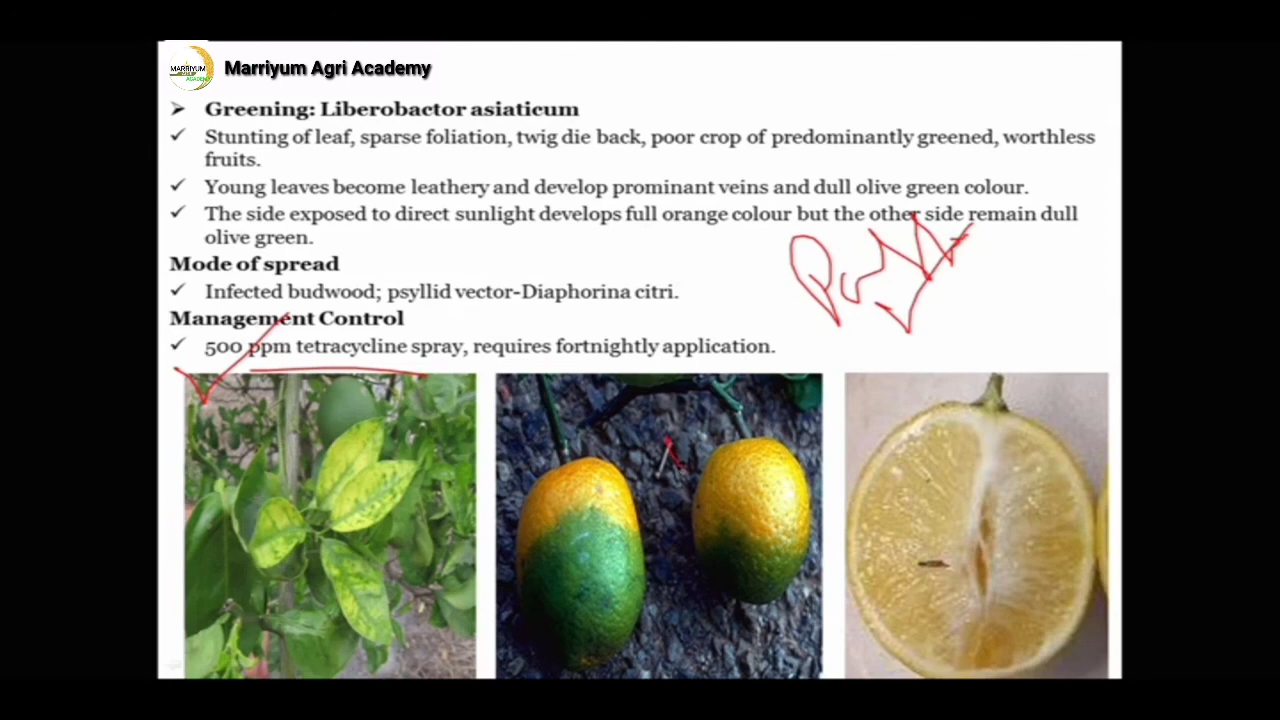 MARRIYUM
ACADEMY
Marriyum Agri Academy
➤ Greening: Liberobactor asiaticum
✓ Stunting of leaf, sparse foliation, twig die back, poor crop of predominantly greened, worthless
fruits.
✓ Young leaves become leathery and develop prominant veins and dull olive green colour.
✓ The side exposed to direct sunlight develops full orange colour but the other side remain dull
olive green.
Mode of spread
✓ Infected budwood; psyllid vector-Diaphorina citri.
Management Control
✓ 500 ppm tetracycline spray, requires fortnightly application.